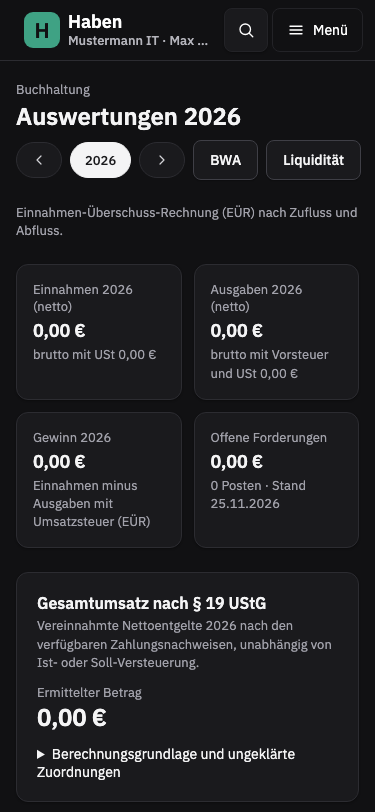 H
Haben
Mustermann IT · Max ...
Menü
Buchhaltung
Auswertungen 2026
2026
BWA
Liquidität
Einnahmen-Überschuss-Rechnung (EÜR) nach Zufluss und
Abfluss.
Einnahmen 2026
(netto)
0,00 €
brutto mit USt 0,00 €
Ausgaben 2026
(netto)
0,00 €
brutto mit Vorsteuer
und USt 0,00 €
Gewinn 2026
0,00 €
Einnahmen minus
Ausgaben mit
Umsatzsteuer (EÜR)
Offene Forderungen
0,00 €
0 Posten · Stand
25.11.2026
Gesamtumsatz nach § 19 UStG
Vereinnahmte Nettoentgelte 2026 nach den
verfügbaren Zahlungsnachweisen, unabhängig von
Ist- oder Soll-Versteuerung.
Ermittelter Betrag
0,00 €
Berechnungsgrundlage und ungeklärte
Zuordnungen